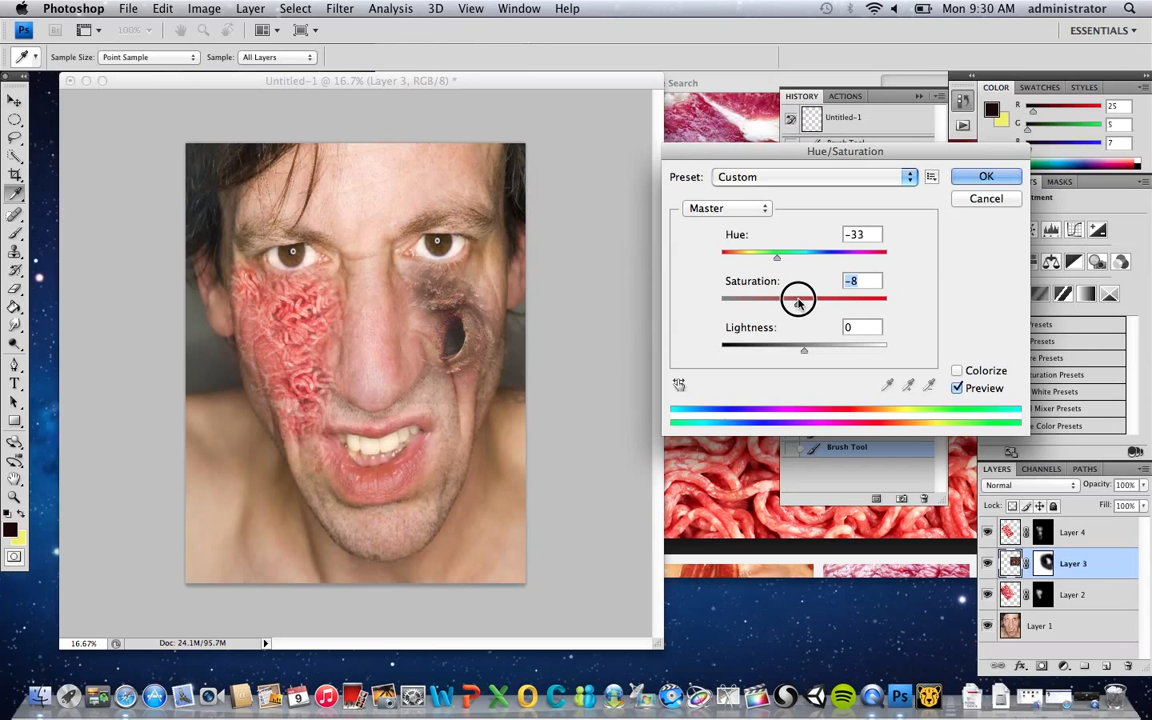 Photoshop File Edit Image Layer Select Filter Analysis 3D View Window Help Mon 9:30 AM administrator
Ps Br 100% ESSENTIALS
Sample Size: Point Sample Sample: All Layers
Untitled-1 @ 16.7% (Layer 3, RGB/8) *
Search
HISTORY ACTIONS
Untitled-1
COLOR SWATCHES STYLES
R 25
G 5
B 7
Hue/Saturation
Preset: Custom
OK
Cancel
Master
Hue: -33
Saturation: -8
Lightness: 0
Colorize
Preview
MASKS
Brush Tool
LAYERS CHANNELS PATHS
Normal Opacity: 100%
Lock: Fill: 100%
Layer 4
Layer 3
Layer 2
Layer 1
16.67% Doc: 24.1M/95.7M